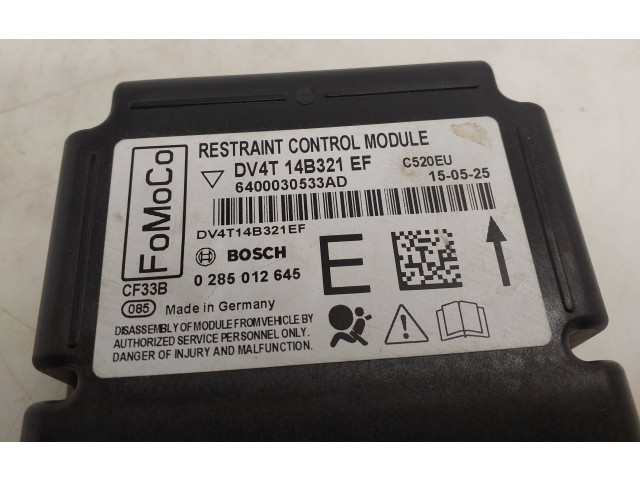 FoMoCo
RESTRAINT CONTROL MODULE
DV4T 14B321 EF C520EU
6400030533AD 15-05-25
DV4T14B321EF
BOSCH
E
CF33B 0 285 012 645
085 Made in Germany
DISASSEMBLY OF MODULE FROM VEHICLE BY
AUTHORIZED SERVICE PERSONNEL ONLY.
DANGER OF INJURY AND MALFUNCTION.